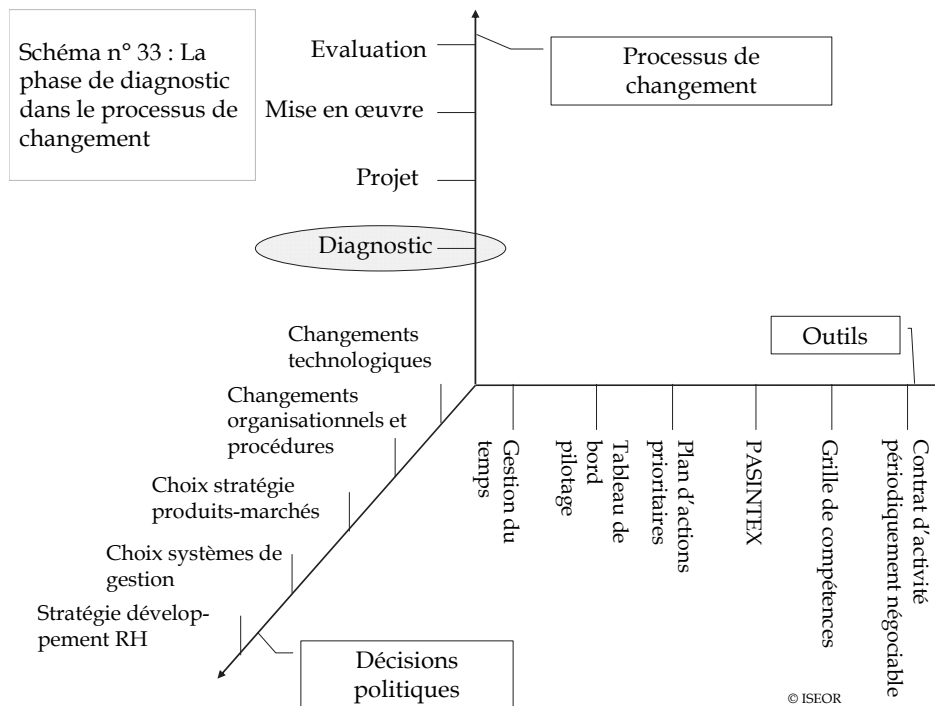 Schéma n° 33 : La
phase de diagnostic
dans le processus de
changement
Evaluation
Processus de
changement
Mise en œuvre
Projet
Diagnostic
Changements
technologiques
Outils
Changements
organisationnels et
procédures
Choix stratégie
produits-marchés
Choix systèmes de
gestion
Stratégie dévelop-
pement RH
Décisions
politiques
Gestion du
temps
Tableau de
bord
pilotage
Plan d'actions
prioritaires
PASINTEX
Grille de compétences
Contrat d'activité
périodiquement négociable
© ISEOR